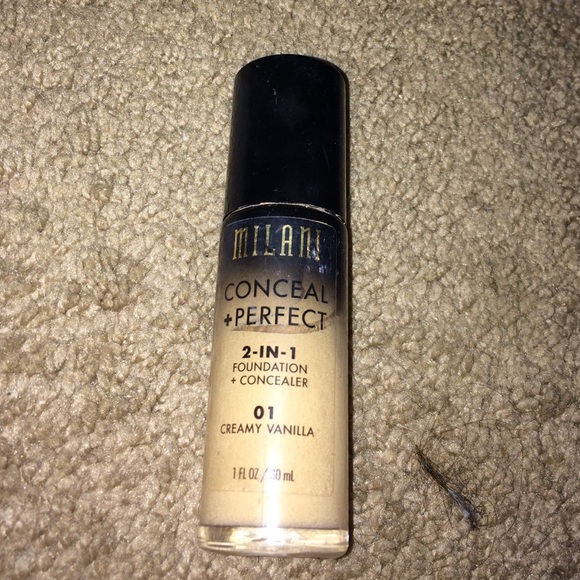 MILANI
CONCEAL
+PERFECT
2-IN-1
FOUNDATION
+ CONCEALER
01
CREAMY VANILLA
1 FL OZ / 30 mL